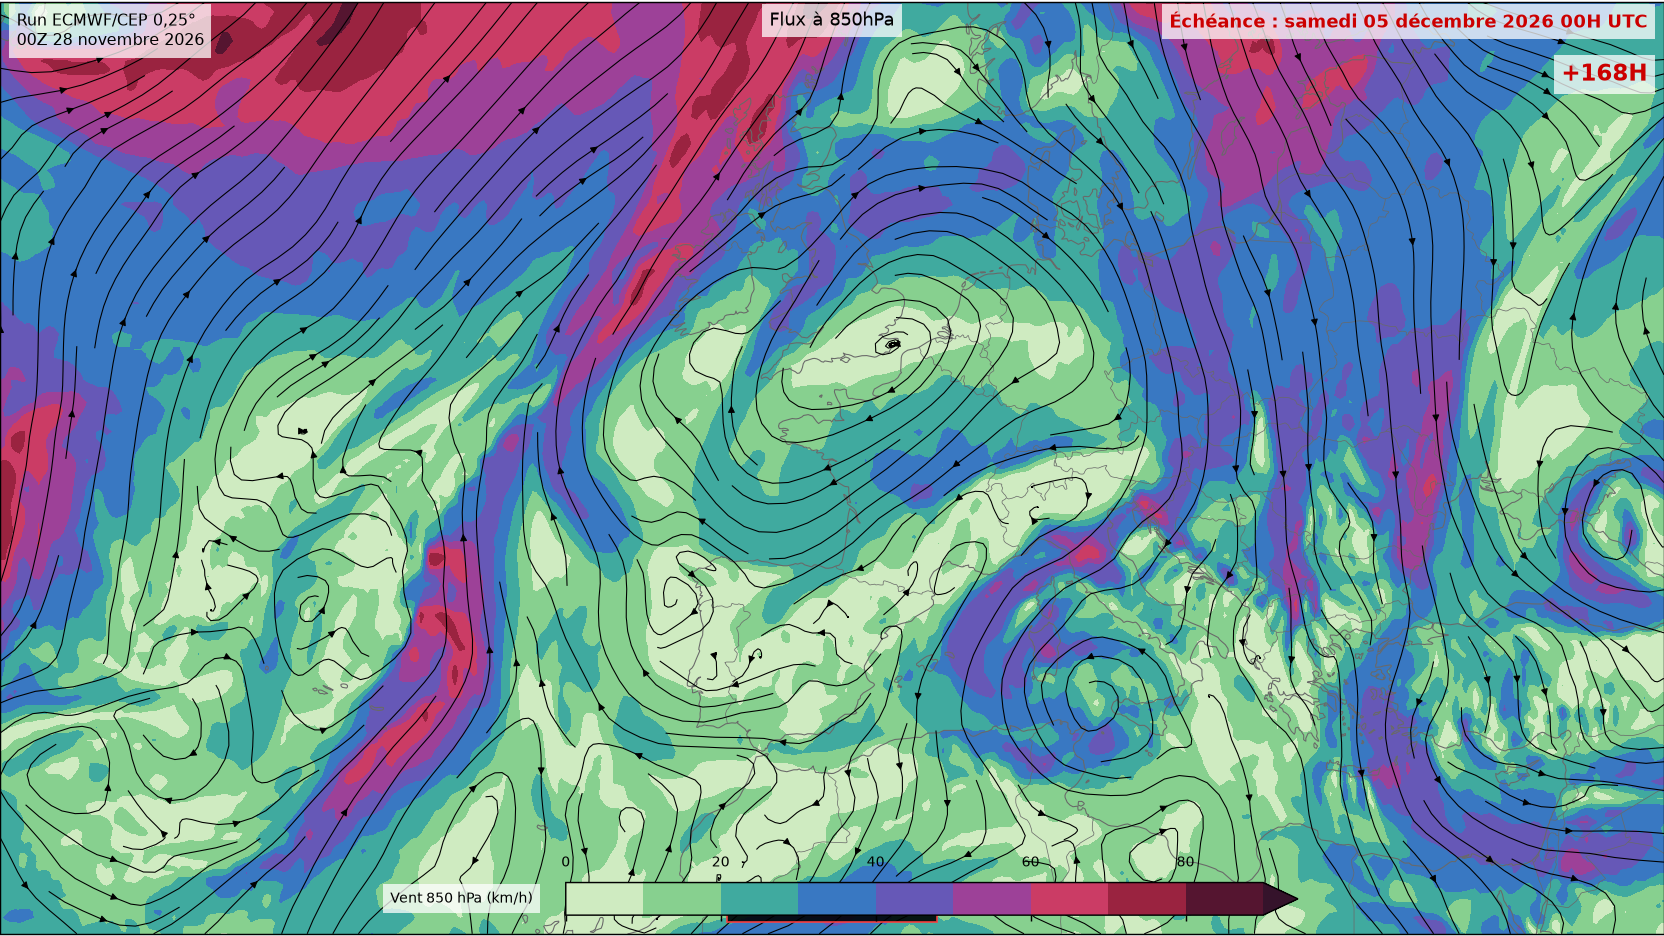 Run ECMWF/CEP 0,25°
00Z 28 novembre 2026
Flux à 850hPa
Échéance : samedi 05 décembre 2026 00H UTC
+168H
0 20 40 60 80
Vent 850 hPa (km/h)